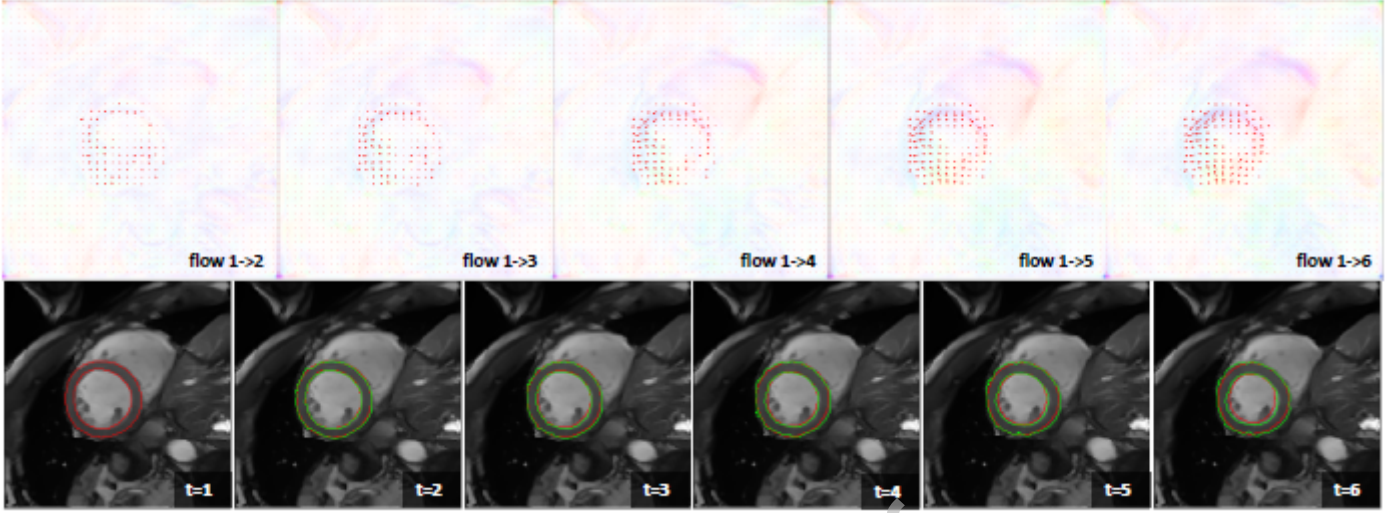 flow 1->2
flow 1->3
flow 1->4
flow 1->5
flow 1->6
t=1
t=2
t=3
t=4
t=5
t=6